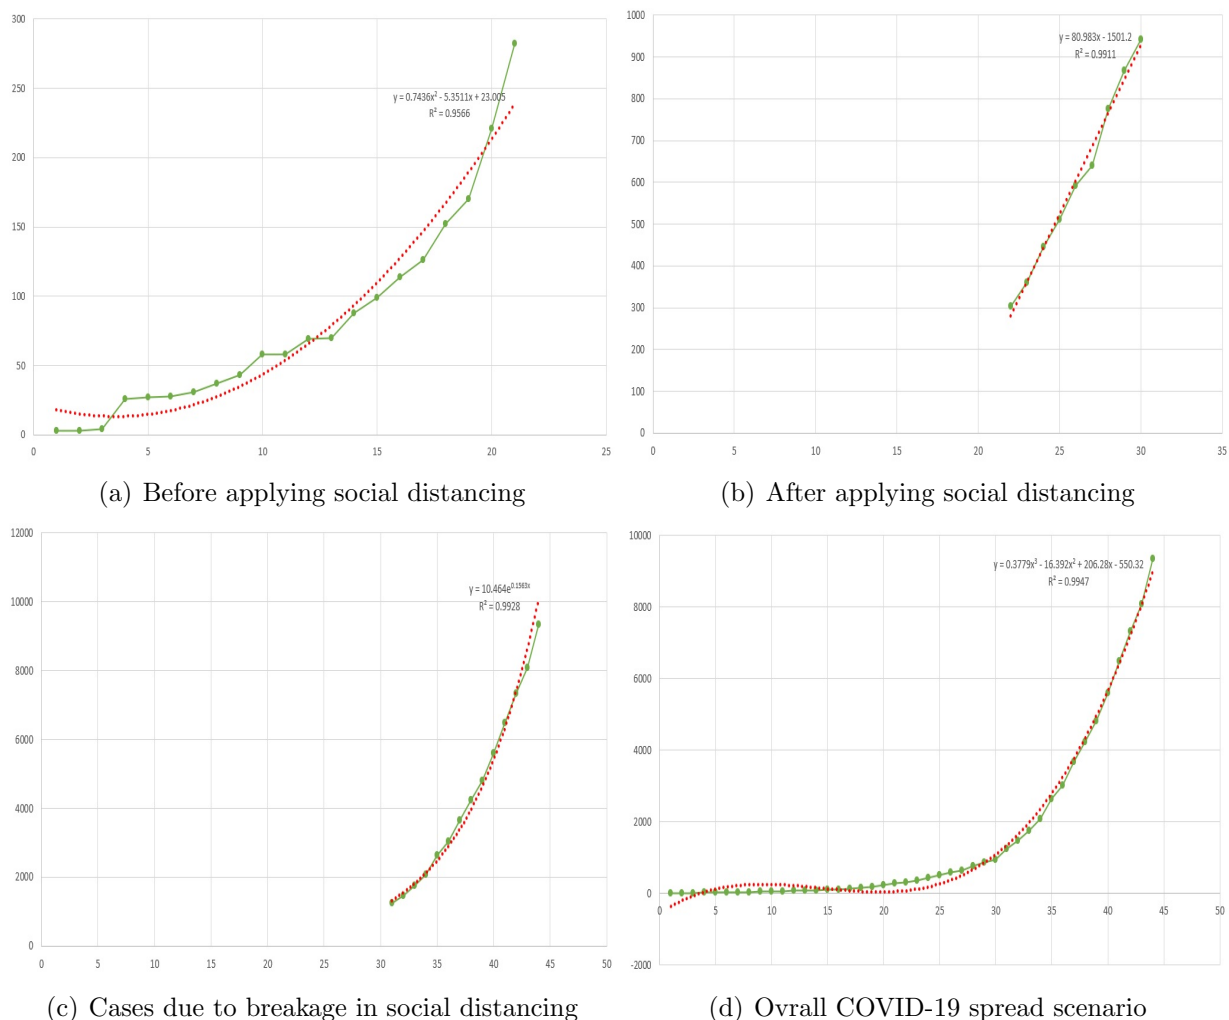 300
y = 0.7436x² - 5.3511x + 23.005
R² = 0.9566
250
200
150
100
50
0
0 5 10 15 20 25
(a) Before applying social distancing
1000
y = 80.983x - 1501.2
R² = 0.9911
900
800
700
600
500
400
300
200
100
0
0 5 10 15 20 25 30 35
(b) After applying social distancing
12000
y = 10.464e^0.1563x
R² = 0.9928
10000
8000
6000
4000
2000
0
0 5 10 15 20 25 30 35 40 45 50
(c) Cases due to breakage in social distancing
10000
y = 0.3779x³ - 16.392x² + 206.28x - 550.32
R² = 0.9947
8000
6000
4000
2000
0
0 5 10 15 20 25 30 35 40 45 50
-2000
(d) Ovrall COVID-19 spread scenario